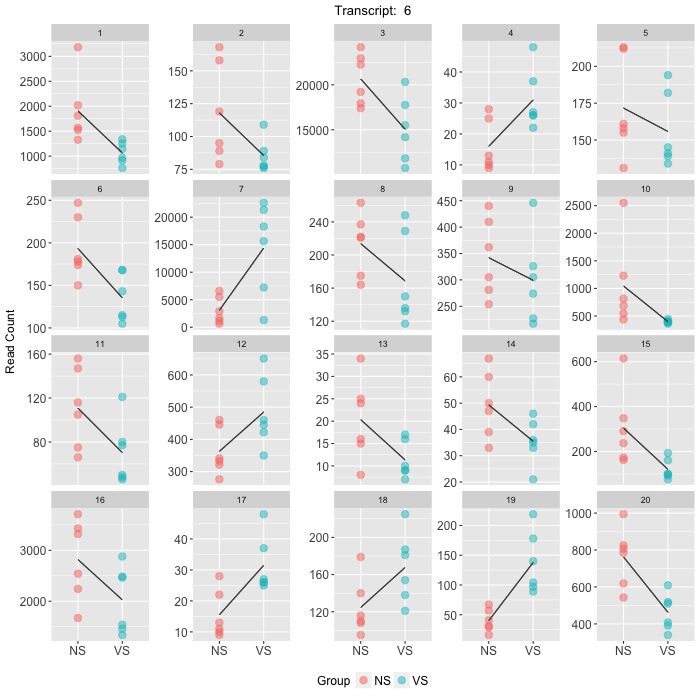 Transcript: 6
1 2 3 4 5
3000 150 20000 40 200
2500
2000 125 30 175
1500 100 15000 20 150
1000 75 10
6 7 8 9 10
250 20000 240 450 2500
200 15000 400 2000
200 350 1500
150 10000 160 300 1000
5000 250 500
100 0 120
Read Count
11 12 13 14 15
160 600 35 60 600
30
120 500 25 50 400
400 20 40
80 300 15 30 200
10 20
16 17 18 19 20
3000 40 200 200 1000
30 150 800
2000 20 160 100 600
10 120 50 400
NS VS NS VS NS VS NS VS NS VS
Group NS VS